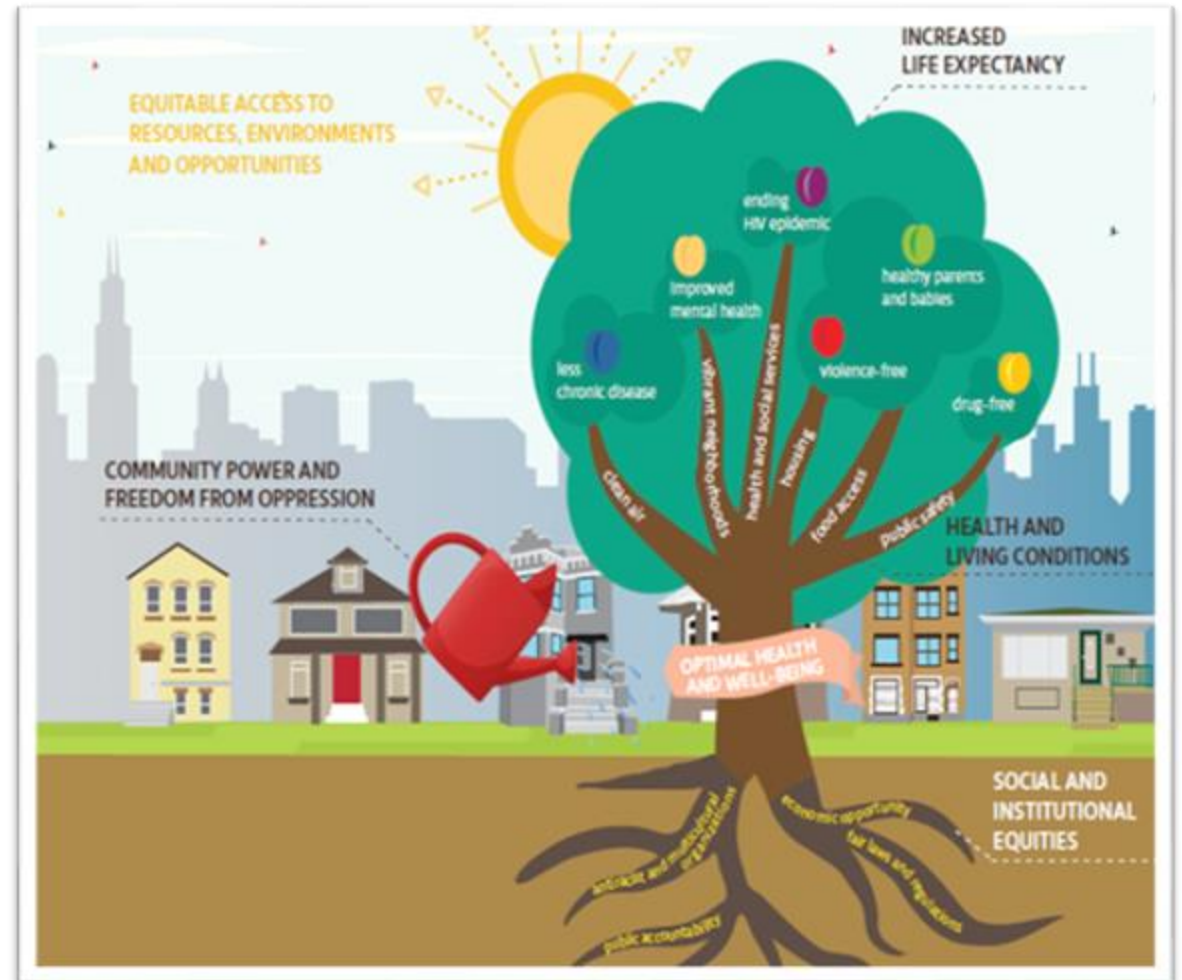 INCREASED
LIFE EXPECTANCY
EQUITABLE ACCESS TO
RESOURCES, ENVIRONMENTS
AND OPPORTUNITIES
ending
HIV epidemic
improved
mental health
healthy parents
and babies
less
chronic disease
violence-free
drug-free
clean air
vibrant neighborhoods
health and social services
housing
food access
public safety
COMMUNITY POWER AND
FREEDOM FROM OPPRESSION
HEALTH AND
LIVING CONDITIONS
OPTIMAL HEALTH
AND WELL-BEING
SOCIAL AND
INSTITUTIONAL
EQUITIES
antiracist and multicultural
organizations
economic opportunity
fair laws and regulations
public accountability